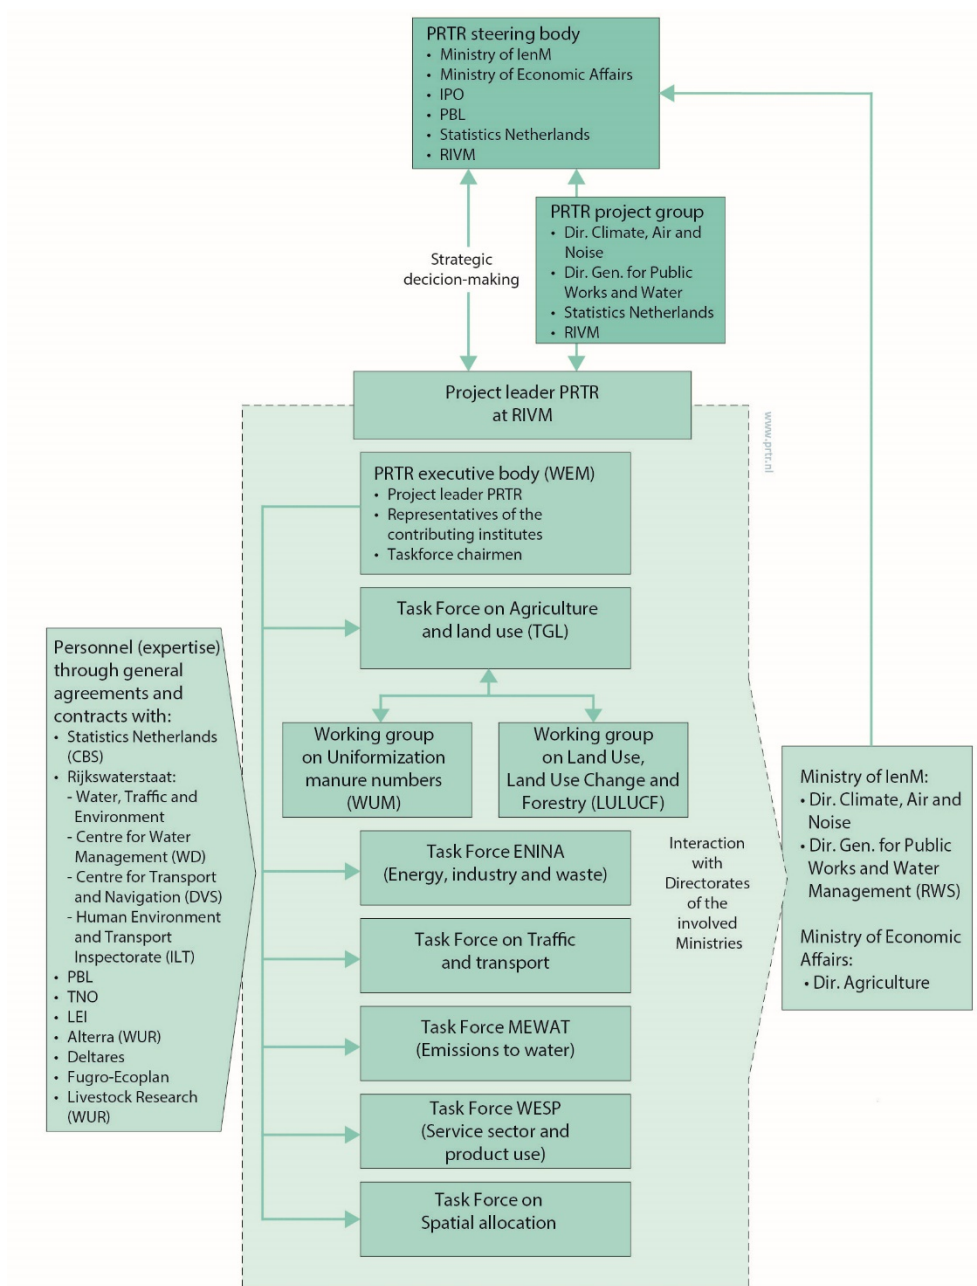 PRTR steering body
• Ministry of IenM
• Ministry of Economic Affairs
• IPO
• PBL
• Statistics Netherlands
• RIVM
PRTR project group
• Dir. Climate, Air and
Noise
• Dir. Gen. for Public
Works and Water
• Statistics Netherlands
• RIVM
Strategic
decicion-making
Project leader PRTR
at RIVM
www.prtr.nl
PRTR executive body (WEM)
• Project leader PRTR
• Representatives of the
contributing institutes
• Taskforce chairmen
Task Force on Agriculture
and land use (TGL)
Working group
on Uniformization
manure numbers
(WUM)
Working group
on Land Use,
Land Use Change and
Forestry (LULUCF)
Task Force ENINA
(Energy, industry and waste)
Task Force on Traffic
and transport
Task Force MEWAT
(Emissions to water)
Task Force WESP
(Service sector and
product use)
Task Force on
Spatial allocation
Personnel (expertise)
through general
agreements and
contracts with:
• Statistics Netherlands
(CBS)
• Rijkswaterstaat:
- Water, Traffic and
Environment
- Centre for Water
Management (WD)
- Centre for Transport
and Navigation (DVS)
- Human Environment
and Transport
Inspectorate (ILT)
• PBL
• TNO
• LEI
• Alterra (WUR)
• Deltares
• Fugro-Ecoplan
• Livestock Research
(WUR)
Interaction
with
Directorates
of the
involved
Ministries
Ministry of IenM:
• Dir. Climate, Air and
Noise
• Dir. Gen. for Public
Works and Water
Management (RWS)
Ministry of Economic
Affairs:
• Dir. Agriculture